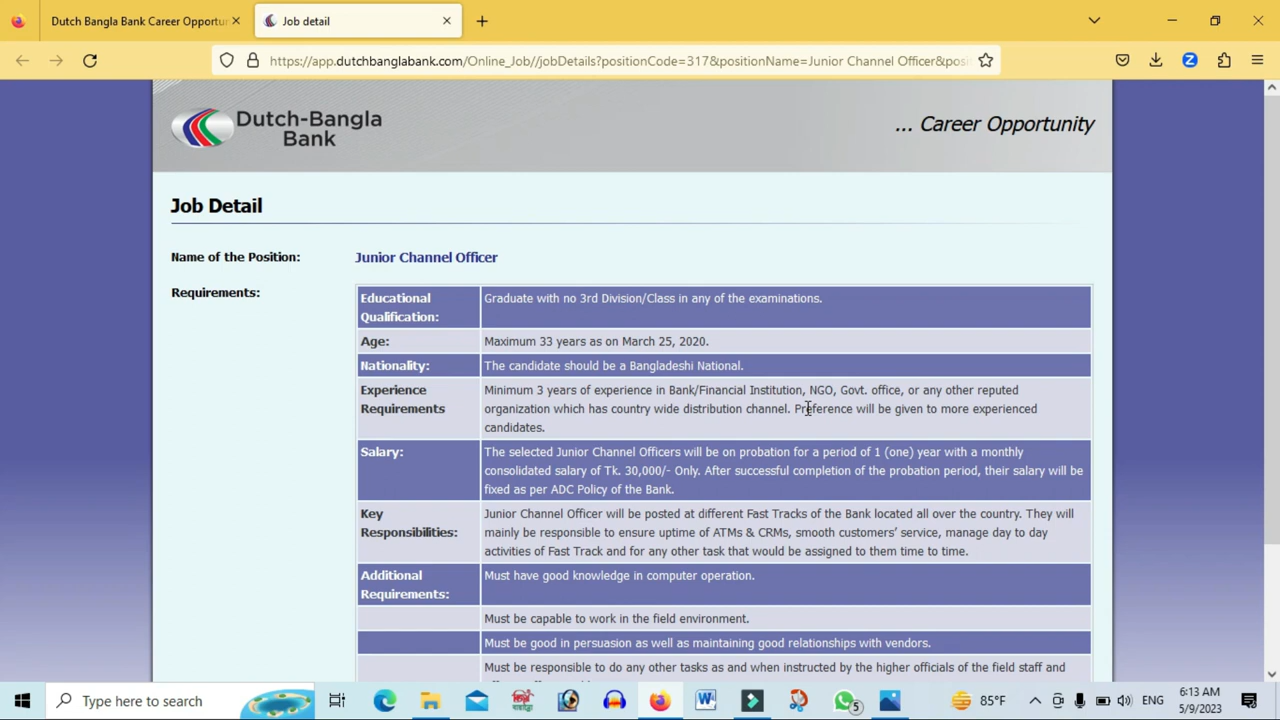 Dutch Bangla Bank Career Opportun
Job detail
https://app.dutchbanglabank.com/Online_Job//jobDetails?positionCode=317&positionName=Junior Channel Officer&posi
Dutch-Bangla
Bank
... Career Opportunity
Job Detail
Name of the Position: Junior Channel Officer
Requirements:
Educational Graduate with no 3rd Division/Class in any of the examinations.
Qualification:
Age: Maximum 33 years as on March 25, 2020.
Nationality: The candidate should be a Bangladeshi National.
Experience Minimum 3 years of experience in Bank/Financial Institution, NGO, Govt. office, or any other reputed
Requirements organization which has country wide distribution channel. Preference will be given to more experienced
candidates.
Salary: The selected Junior Channel Officers will be on probation for a period of 1 (one) year with a monthly
consolidated salary of Tk. 30,000/- Only. After successful completion of the probation period, their salary will be
fixed as per ADC Policy of the Bank.
Key Junior Channel Officer will be posted at different Fast Tracks of the Bank located all over the country. They will
Responsibilities: mainly be responsible to ensure uptime of ATMs & CRMs, smooth customers' service, manage day to day
activities of Fast Track and for any other task that would be assigned to them time to time.
Additional Must have good knowledge in computer operation.
Requirements:
Must be capable to work in the field environment.
Must be good in persuasion as well as maintaining good relationships with vendors.
Must be responsible to do any other tasks as and when instructed by the higher officials of the field staff and
Type here to search
5
85°F
ENG
6:13 AM
5/9/2023